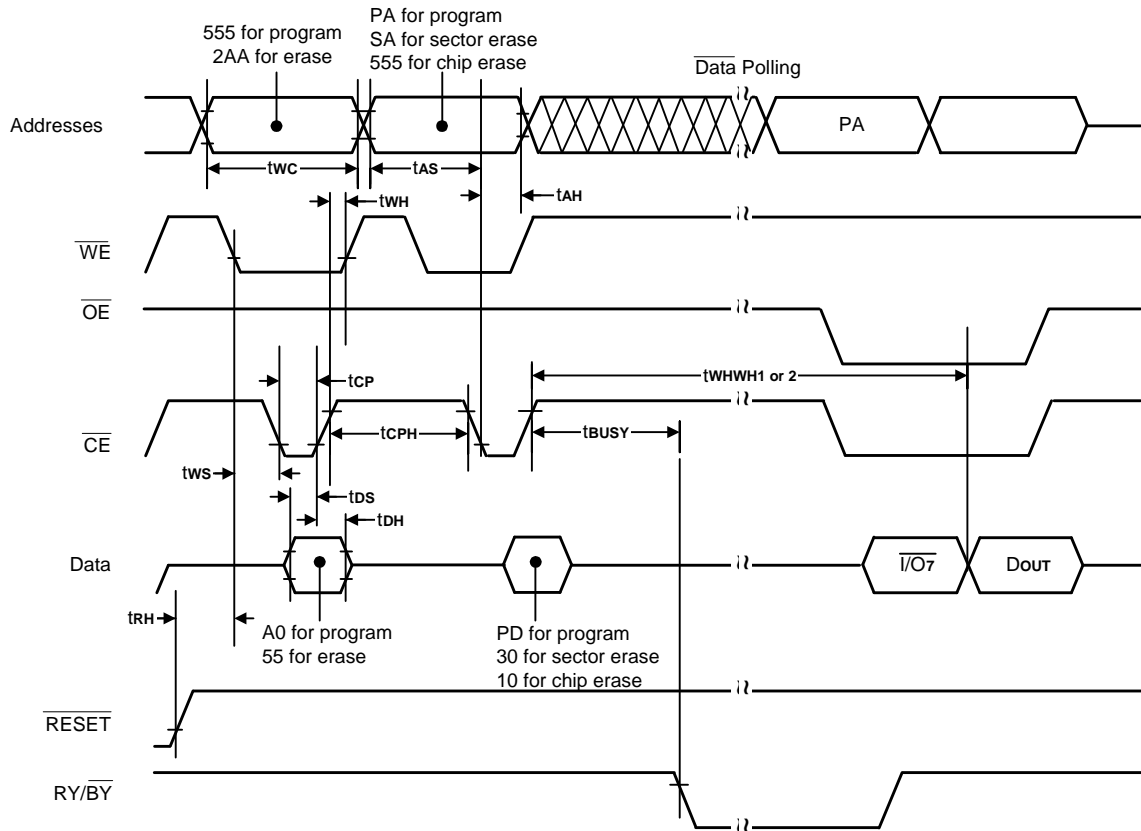 555 for program
2AA for erase
PA for program
SA for sector erase
555 for chip erase
Data Polling
Addresses
PA
tWC
tAS
tAH
tWH
WE
OE
tCP
tWHWH1 or 2
tCPH
tBUSY
CE
tWS
tDS
tDH
Data
I/O7
DOUT
tRH
A0 for program
55 for erase
PD for program
30 for sector erase
10 for chip erase
RESET
RY/BY